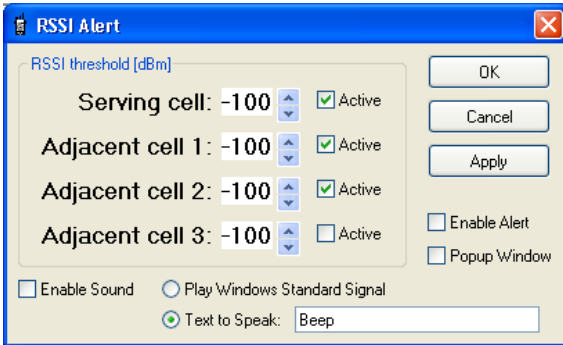 RSSI Alert
RSSI threshold [dBm]
Serving cell: -100 Active
Adjacent cell 1: -100 Active
Adjacent cell 2: -100 Active
Adjacent cell 3: -100 Active
OK
Cancel
Apply
Enable Alert
Popup Window
Enable Sound Play Windows Standard Signal
Text to Speak: Beep